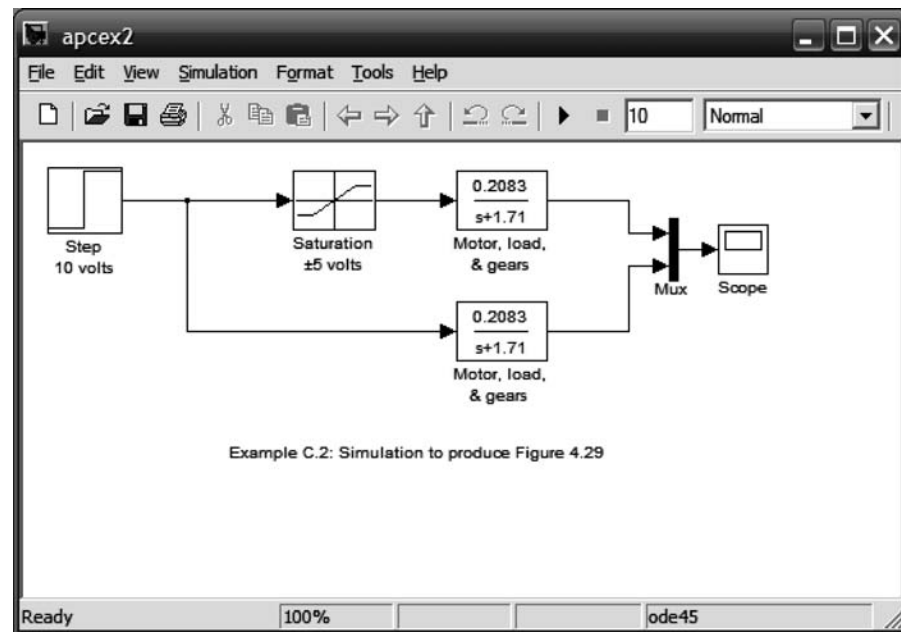 apcex2
File Edit View Simulation Format Tools Help
10 Normal
0.2083
s+1.71
Step
10 volts
Saturation
±5 volts
Motor, load,
& gears
Mux
Scope
0.2083
s+1.71
Motor, load,
& gears
Example C.2: Simulation to produce Figure 4.29
Ready 100% ode45